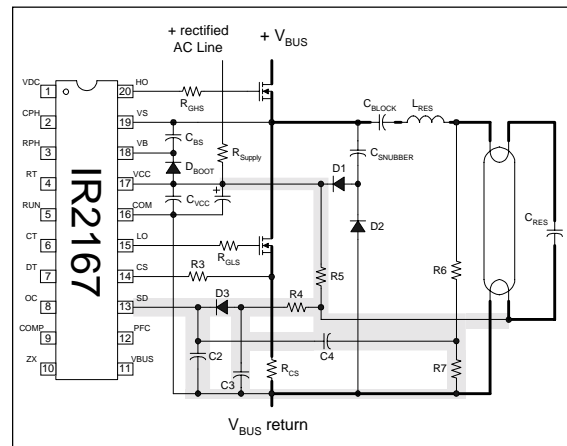 + rectified
AC Line
+ VBUS
VDC 1
CPH 2
RPH 3
RT 4
RUN 5
CT 6
DT 7
OC 8
COMP 9
ZX 10
IR2167
20 HO
19 VS
18 VB
17 VCC
16 COM
15 LO
14 CS
13 SD
12 PFC
11 VBUS
RGHS
CBS
DBOOT
RSupply
CVCC
+
RGLS
R3
D3
R4
R5
D1
D2
CSNUBBER
CBLOCK
LRES
CRES
R6
R7
C4
C2
C3
RCS
VBUS return